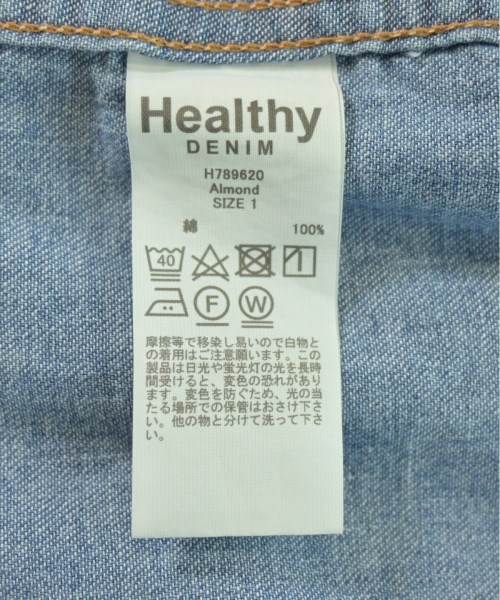 Healthy
DENIM
H789620
Almond
SIZE 1
綿 100%
40
F W
摩擦等で移染し易いので白物と
の着用はご注意願います。この
製品は日光や蛍光灯の光を長時
間受けると、変色の恐れがあり
ます。変色を防ぐため、光の当
たる場所での保管はおさけ下さ
い。他の物と分けて洗って下さ
い。